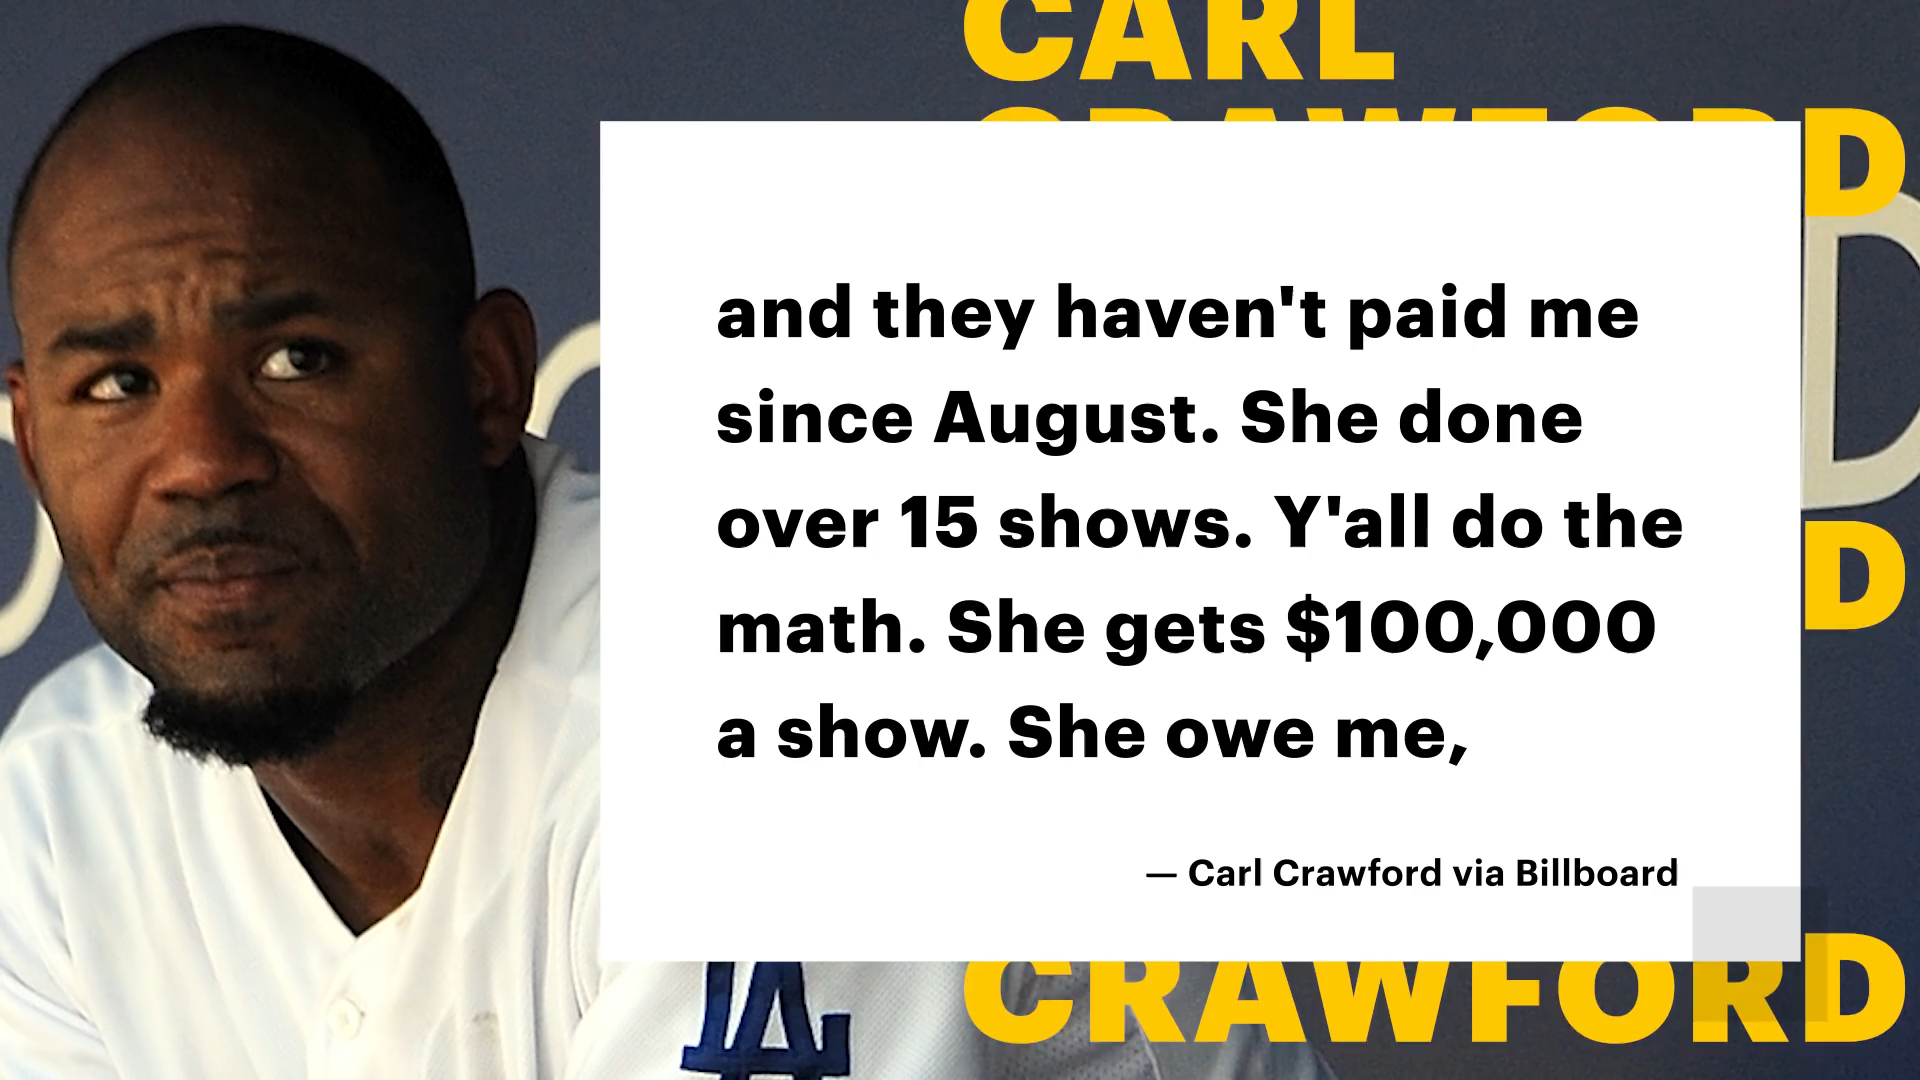 CARL
CRAWFORD
and they haven't paid me
since August. She done
over 15 shows. Y'all do the
math. She gets $100,000
a show. She owe me,
— Carl Crawford via Billboard
D
D
CRAWFORD
LA